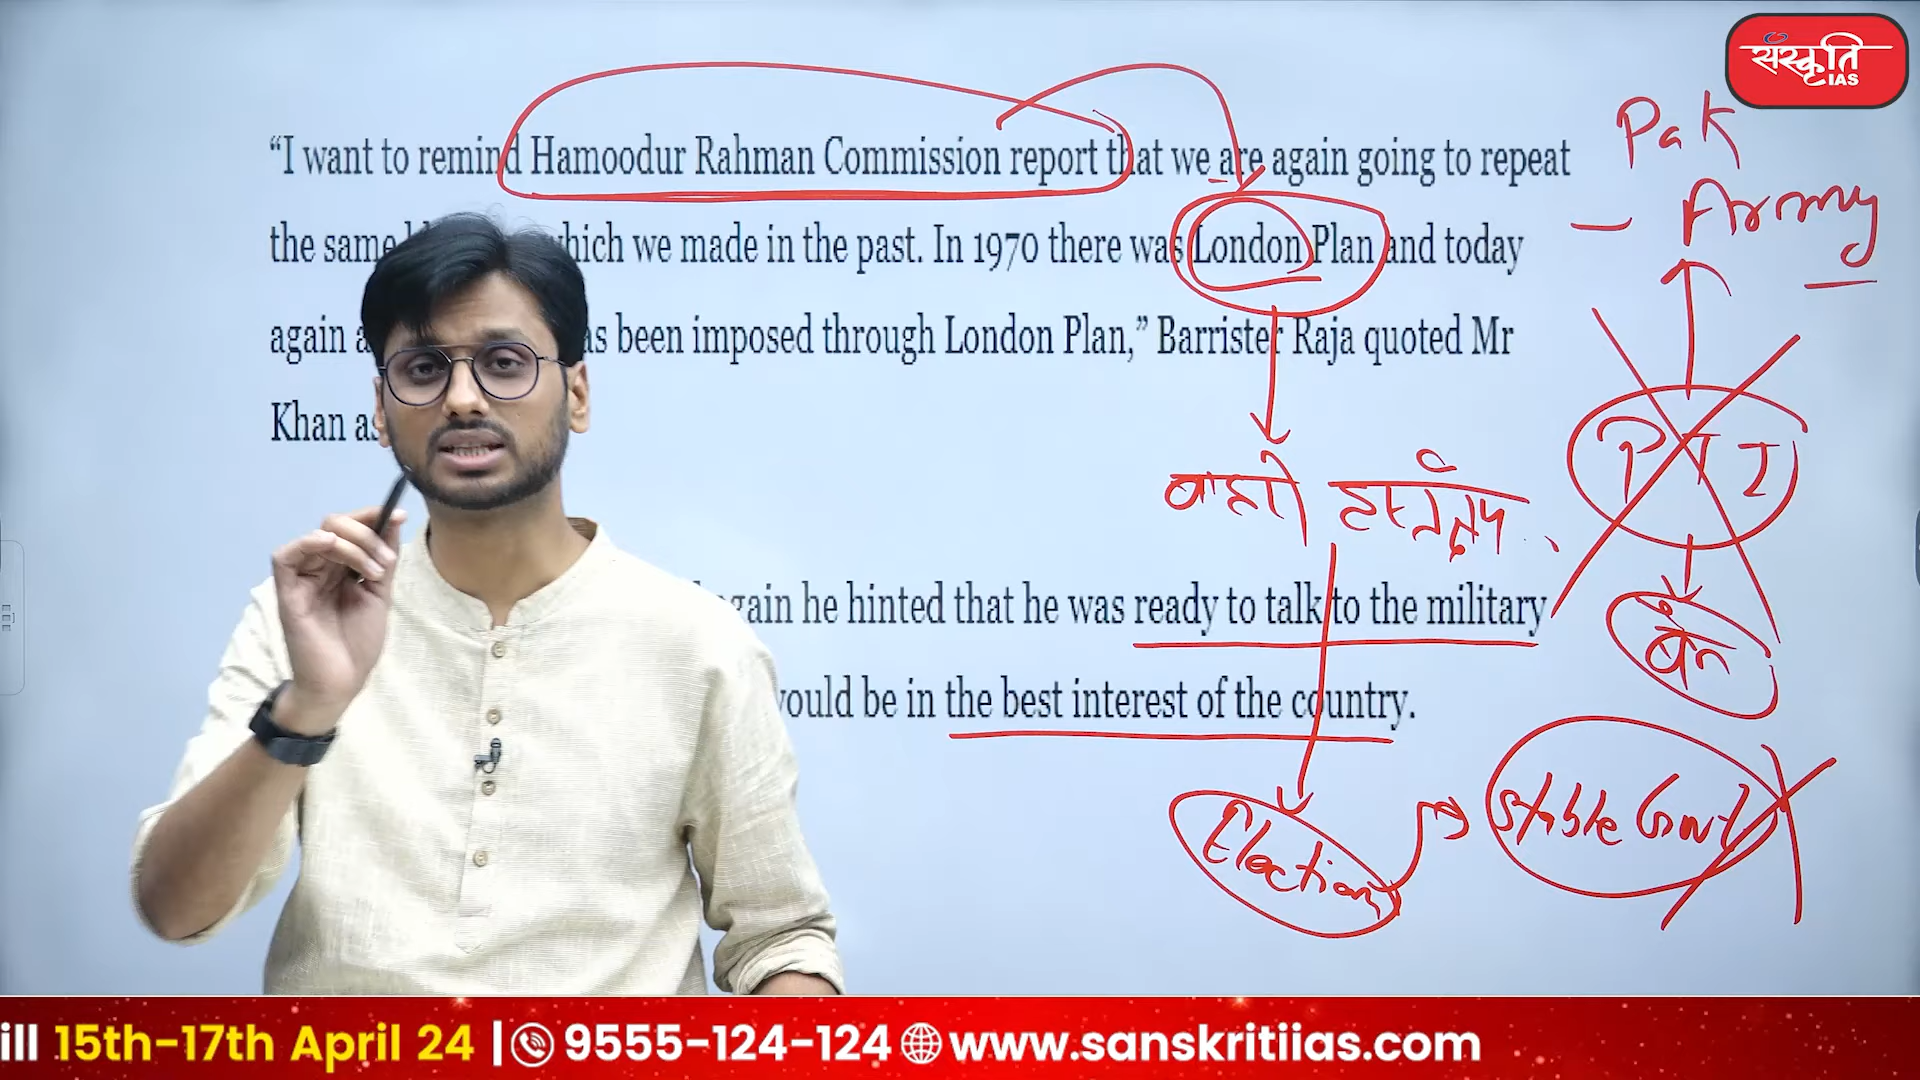 संस्कृति
IAS
“I want to remind Hamoodur Rahman Commission report that we are again going to repeat
the same which we made in the past. In 1970 there was London Plan and today
again as been imposed through London Plan,” Barrister Raja quoted Mr
Khan as
again he hinted that he was ready to talk to the military
would be in the best interest of the country.
Pak
- Army
PTI
बैन
Election
Stable Govt
ill 15th-17th April 24 | 9555-124-124 www.sanskritiias.com